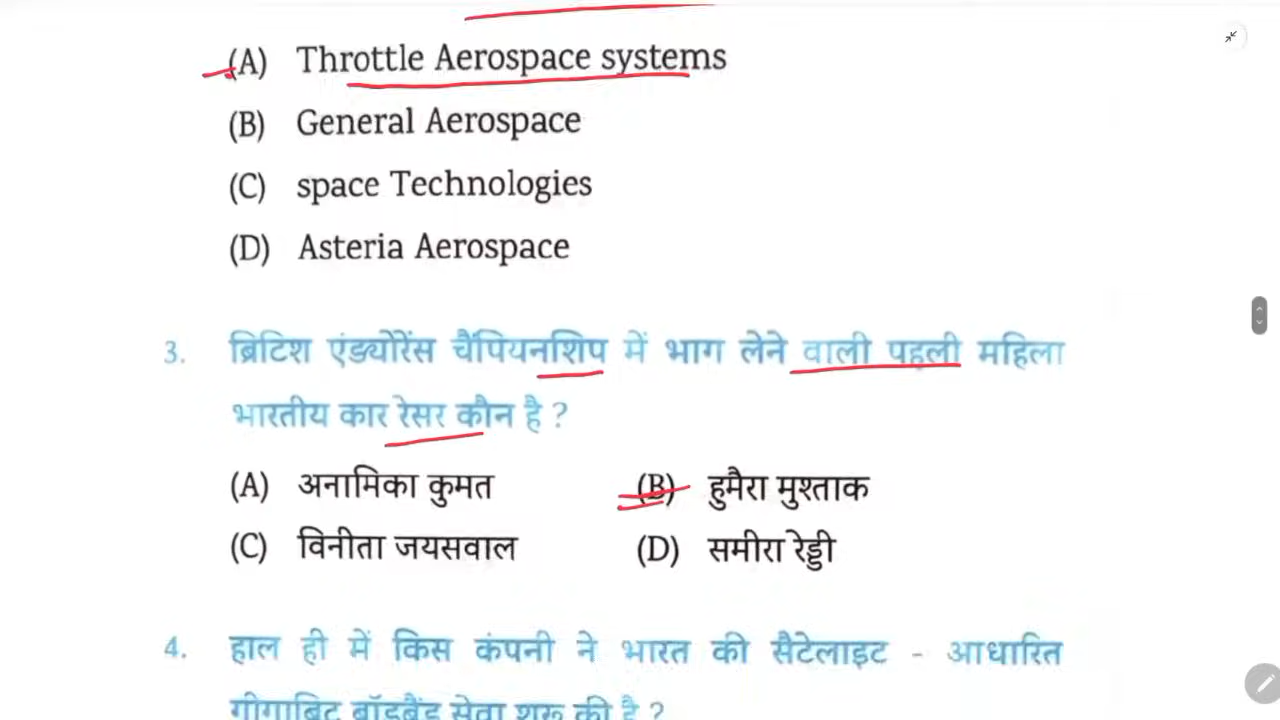 (A) Throttle Aerospace systems
(B) General Aerospace
(C) space Technologies
(D) Asteria Aerospace
3. ब्रिटिश एंड्योरेंस चैंपियनशिप में भाग लेने वाली पहली महिला
भारतीय कार रेसर कौन है ?
(A) अनामिका कुमत (B) हुमैरा मुश्ताक
(C) विनीता जयसवाल (D) समीरा रेड्डी
4. हाल ही में किस कंपनी ने भारत की सैटेलाइट - आधारित
गीगाबिट ब्रॉडबैंड सेवा शुरू की है ?